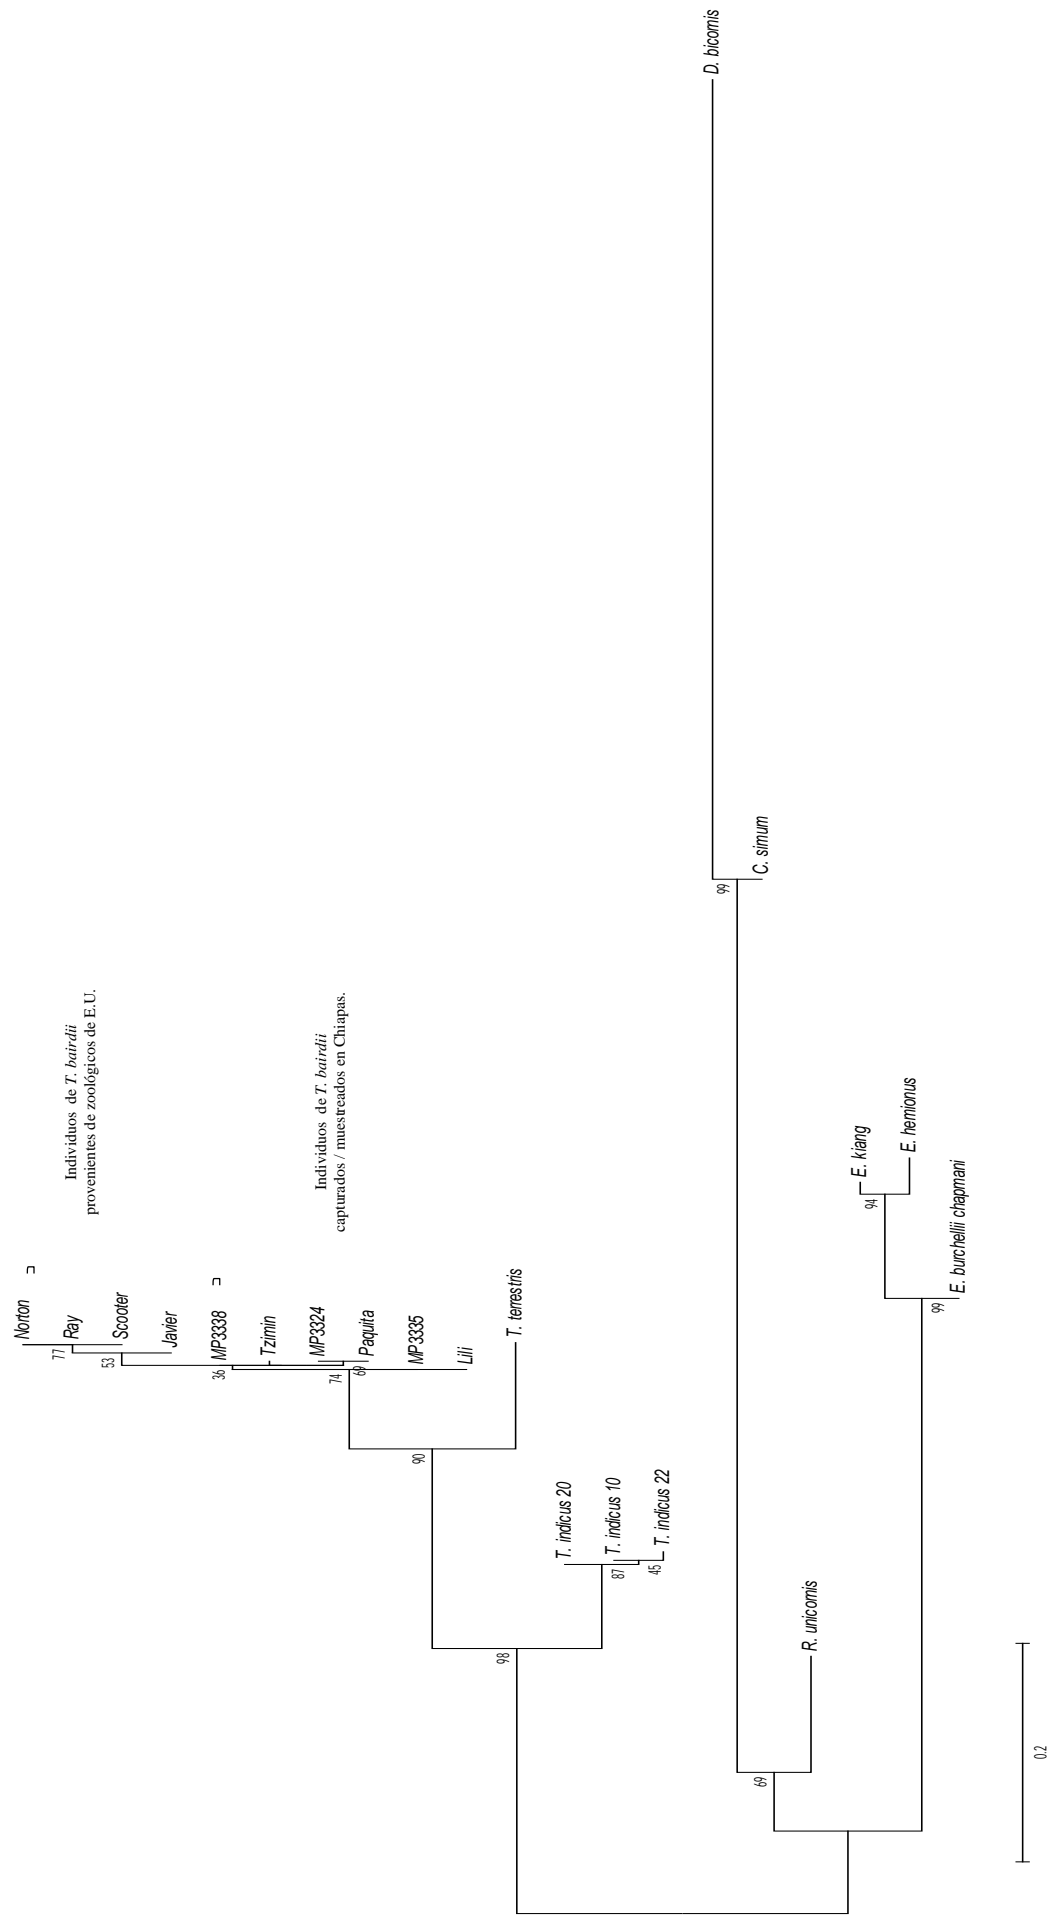 Norton
Ray
Scooter
Javier
MP3338
Tzimin
MP3324
Paquita
MP3335
Lili
T. terrestris
T. indicus 20
T. indicus 10
T. indicus 22
D. bicornis
C. simum
R. unicornis
E. kiang
E. hemionus
E. burchellii chapmani
77
53
36
74
69
90
87
45
98
99
69
94
99
0.2
Individuos de T. bairdii
provenientes de zoológicos de E.U.
Individuos de T. bairdii
capturados / muestreados en Chiapas.